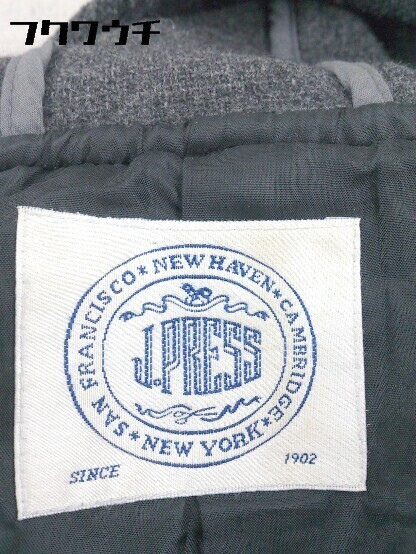 フクワウチ
SAN FRANCISCO★NEW HAVEN★CAMBRIDGE★NEW YORK★
J.PRESS
SINCE 1902